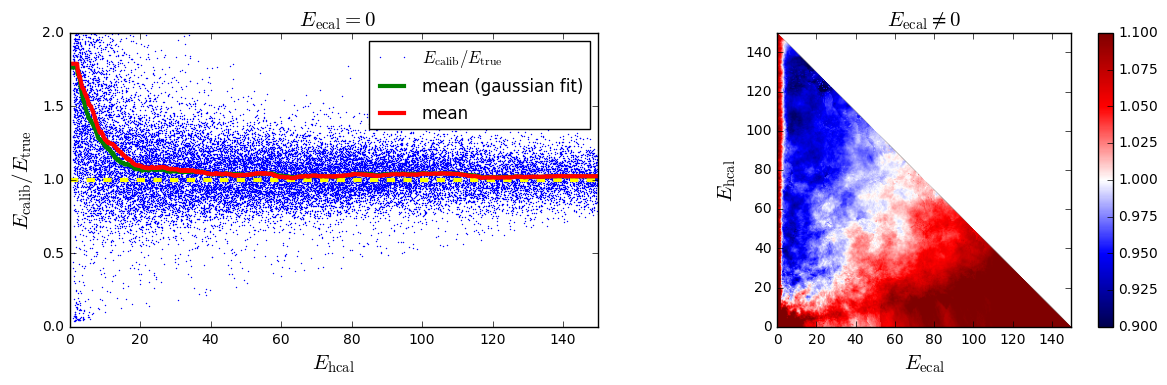 E_ecal = 0
2.0
1.5
1.0
0.5
0.0
E_calib/E_true
E_calib/E_true
mean (gaussian fit)
mean
0 20 40 60 80 100 120 140
E_hcal
E_ecal ≠ 0
140
120
100
80
60
40
20
0
E_hcal
0 20 40 60 80 100 120 140
E_ecal
1.100
1.075
1.050
1.025
1.000
0.975
0.950
0.925
0.900